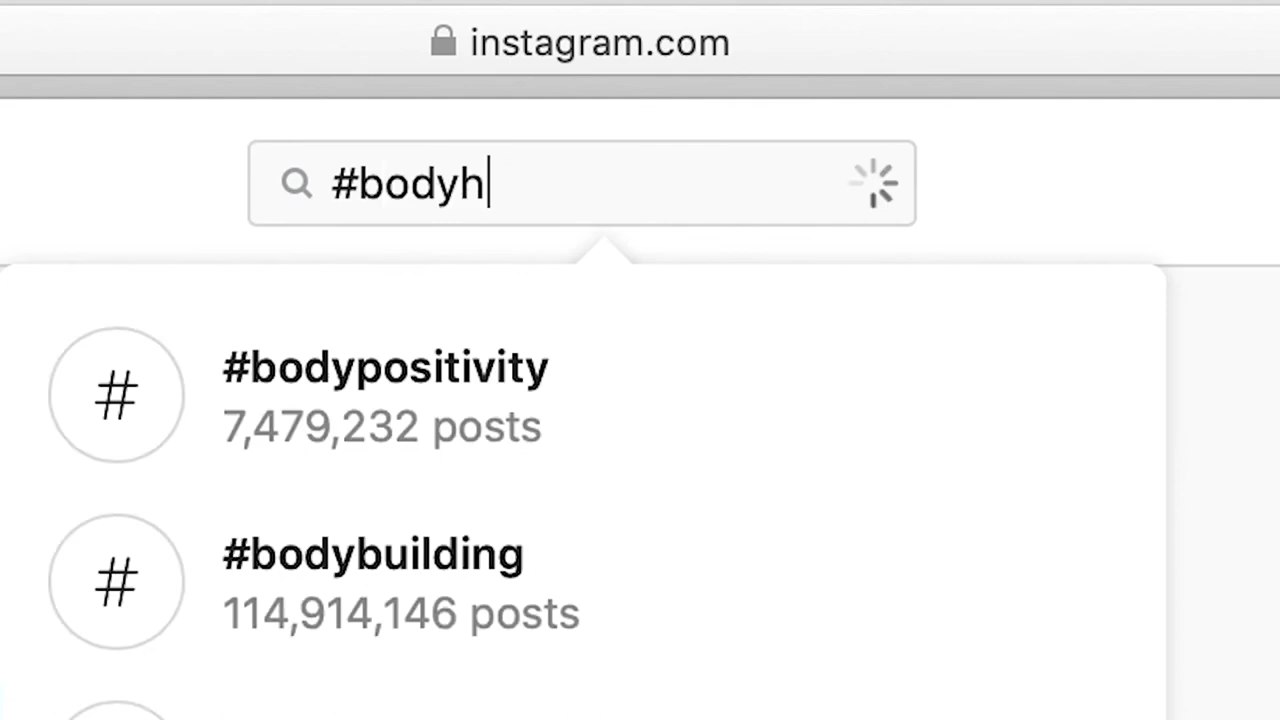 instagram.com
#bodyh
#
#bodypositivity
7,479,232 posts
#
#bodybuilding
114,914,146 posts